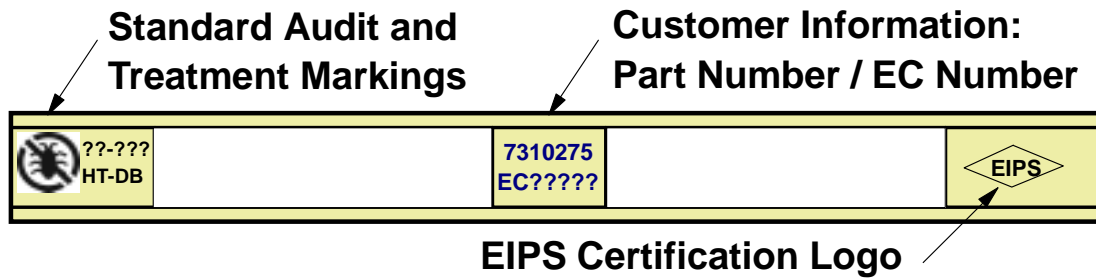 Standard Audit and
Treatment Markings
Customer Information:
Part Number / EC Number
??-???
HT-DB
7310275
EC?????
EIPS
EIPS Certification Logo